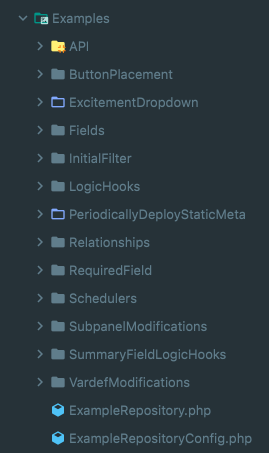 Examples
API
ButtonPlacement
ExcitementDropdown
Fields
InitialFilter
LogicHooks
PeriodicallyDeployStaticMeta
Relationships
RequiredField
Schedulers
SubpanelModifications
SummaryFieldLogicHooks
VardefModifications
ExampleRepository.php
ExampleRepositoryConfig.php